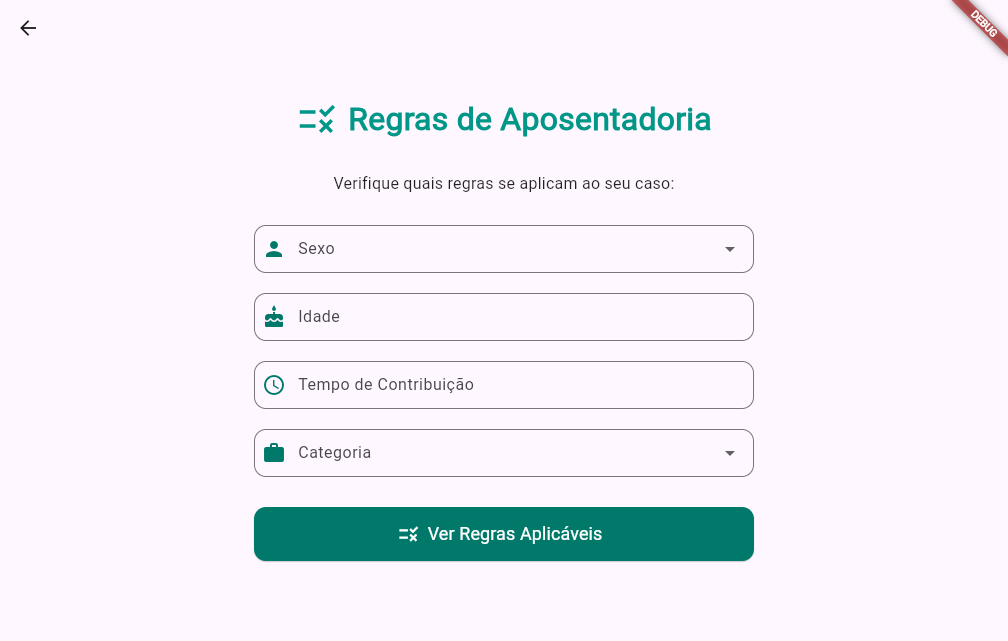 DEBUG
Regras de Aposentadoria
Verifique quais regras se aplicam ao seu caso:
Sexo
Idade
Tempo de Contribuição
Categoria
Ver Regras Aplicáveis